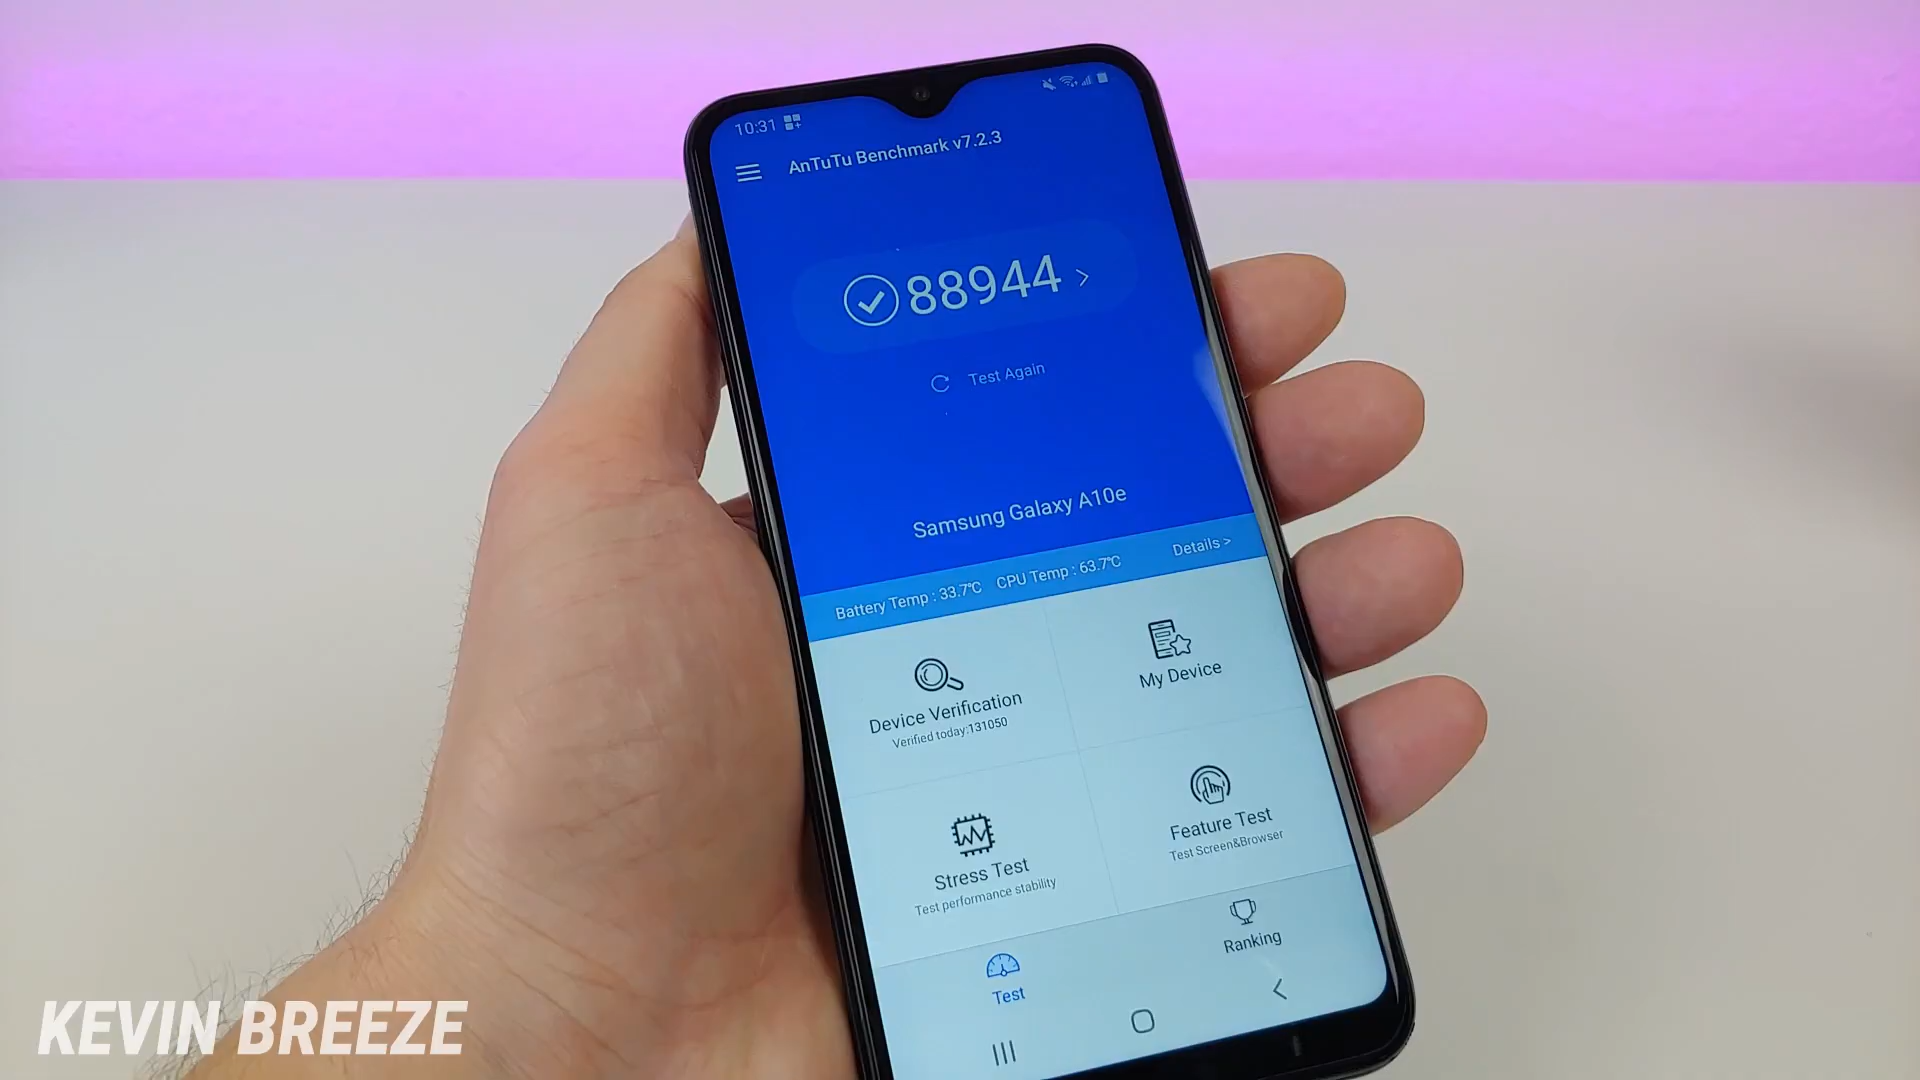 10:31
AnTuTu Benchmark v7.2.3
88944 >
Test Again
Samsung Galaxy A10e
Battery Temp : 33.7℃ CPU Temp : 63.7℃ Details >
Device Verification
Verified today:131050
My Device
Stress Test
Test performance stability
Feature Test
Test Screen&Browser
Test
Ranking
KEVIN BREEZE